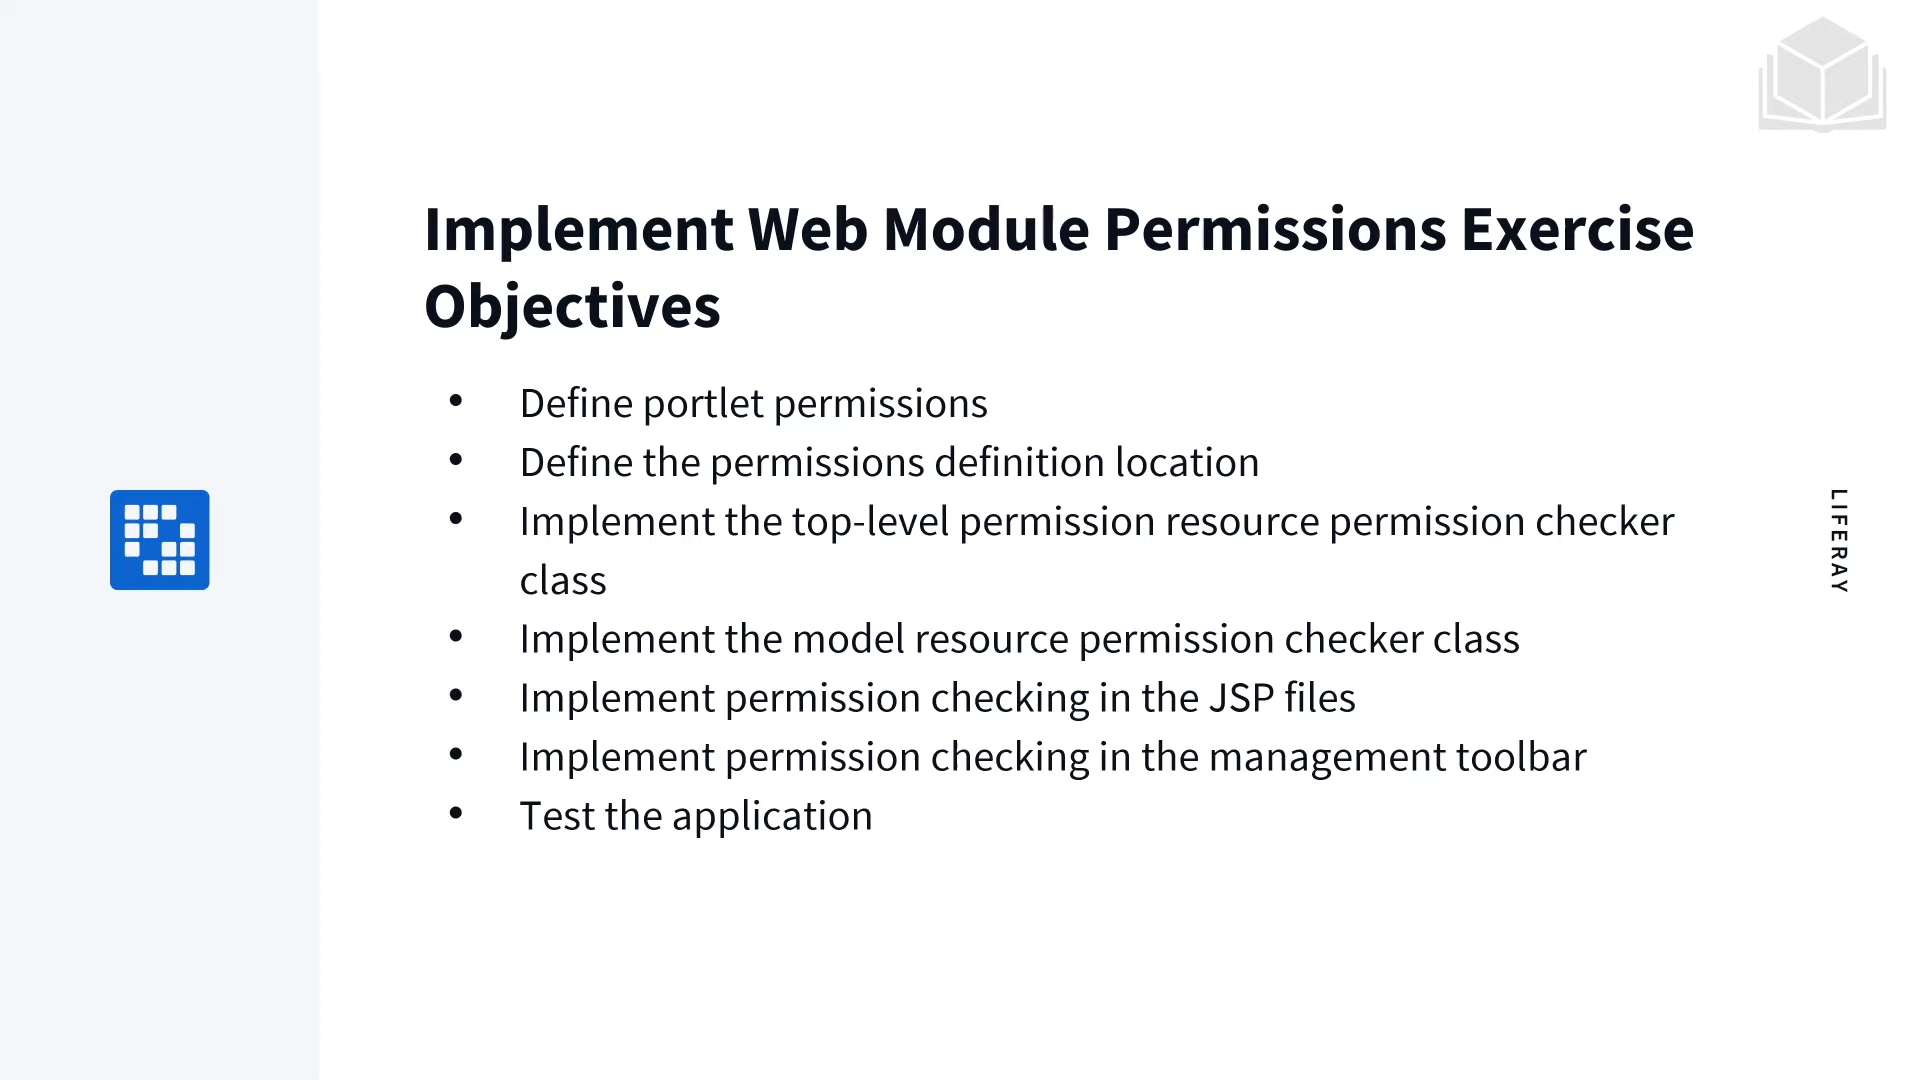 Implement Web Module Permissions Exercise
Objectives
• Define portlet permissions
• Define the permissions definition location
• Implement the top-level permission resource permission checker
class
• Implement the model resource permission checker class
• Implement permission checking in the JSP files
• Implement permission checking in the management toolbar
• Test the application
LIFERAY